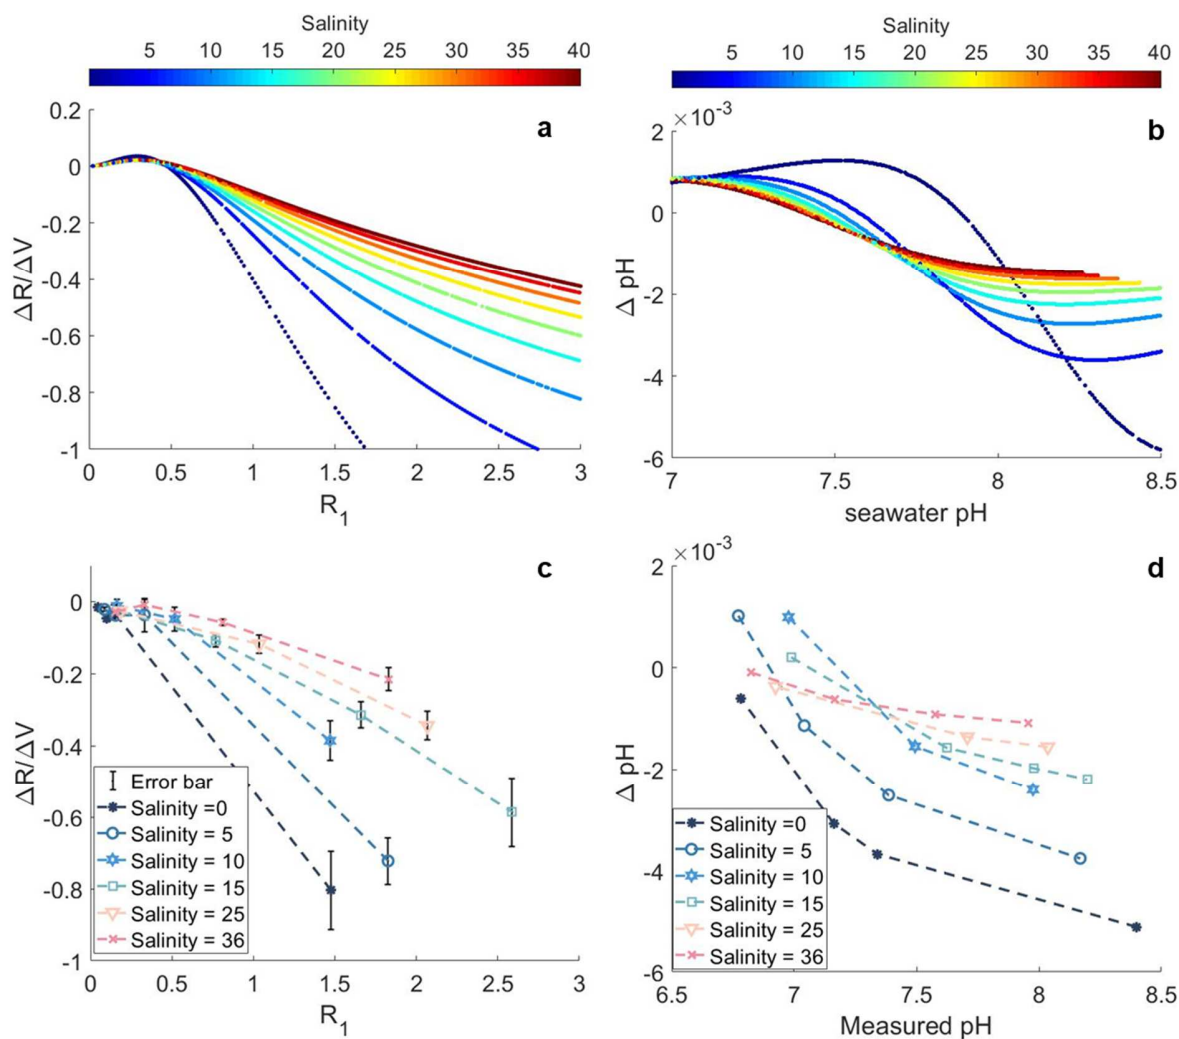 Salinity
5 10 15 20 25 30 35 40
a
0.2
0
-0.2
-0.4
-0.6
-0.8
-1
ΔR/ΔV
0 0.5 1 1.5 2 2.5 3
R1
Salinity
5 10 15 20 25 30 35 40
×10-3
b
2
0
-2
-4
-6
Δ pH
7 7.5 8 8.5
seawater pH
c
0
-0.2
-0.4
-0.6
-0.8
-1
ΔR/ΔV
Error bar
Salinity =0
Salinity = 5
Salinity = 10
Salinity = 15
Salinity = 25
Salinity = 36
0 0.5 1 1.5 2 2.5 3
R1
×10-3
d
2
0
-2
-4
-6
Δ pH
Salinity =0
Salinity = 5
Salinity = 10
Salinity = 15
Salinity = 25
Salinity = 36
6.5 7 7.5 8 8.5
Measured pH